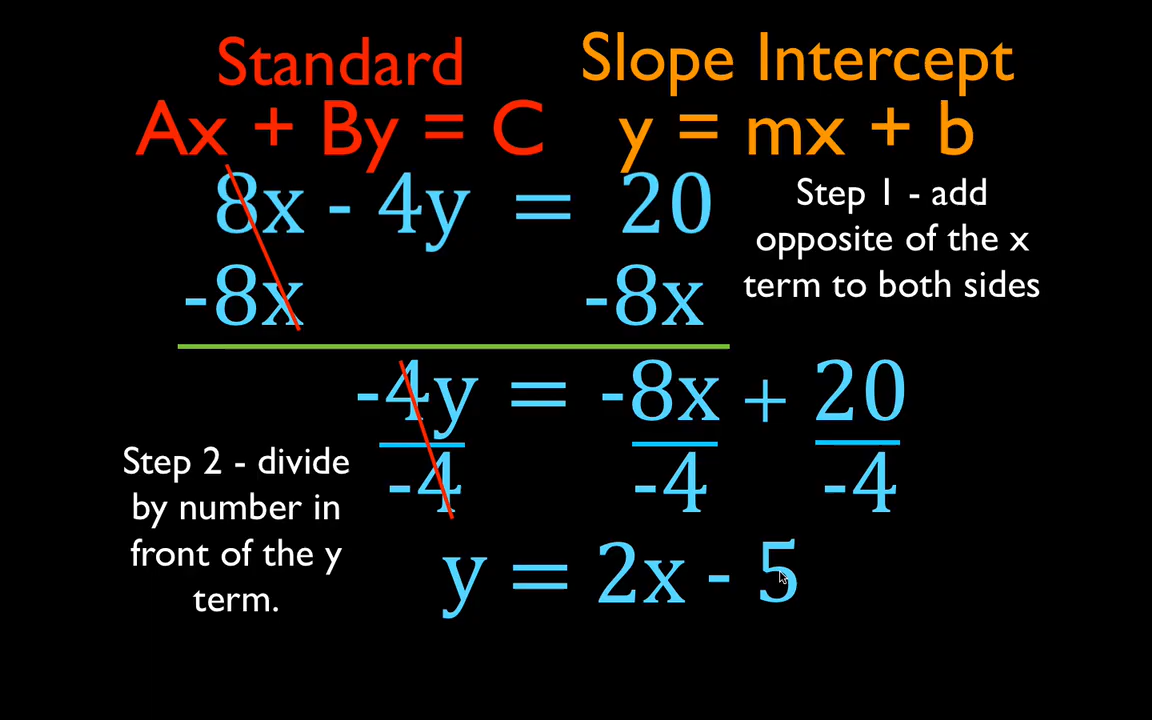 Standard
Slope Intercept
Ax + By = C
y = mx + b
8x - 4y = 20
-8x -8x
Step 1 - add
opposite of the x
term to both sides
-4y = -8x + 20
-4 -4 -4
Step 2 - divide
by number in
front of the y
term.
y = 2x - 5